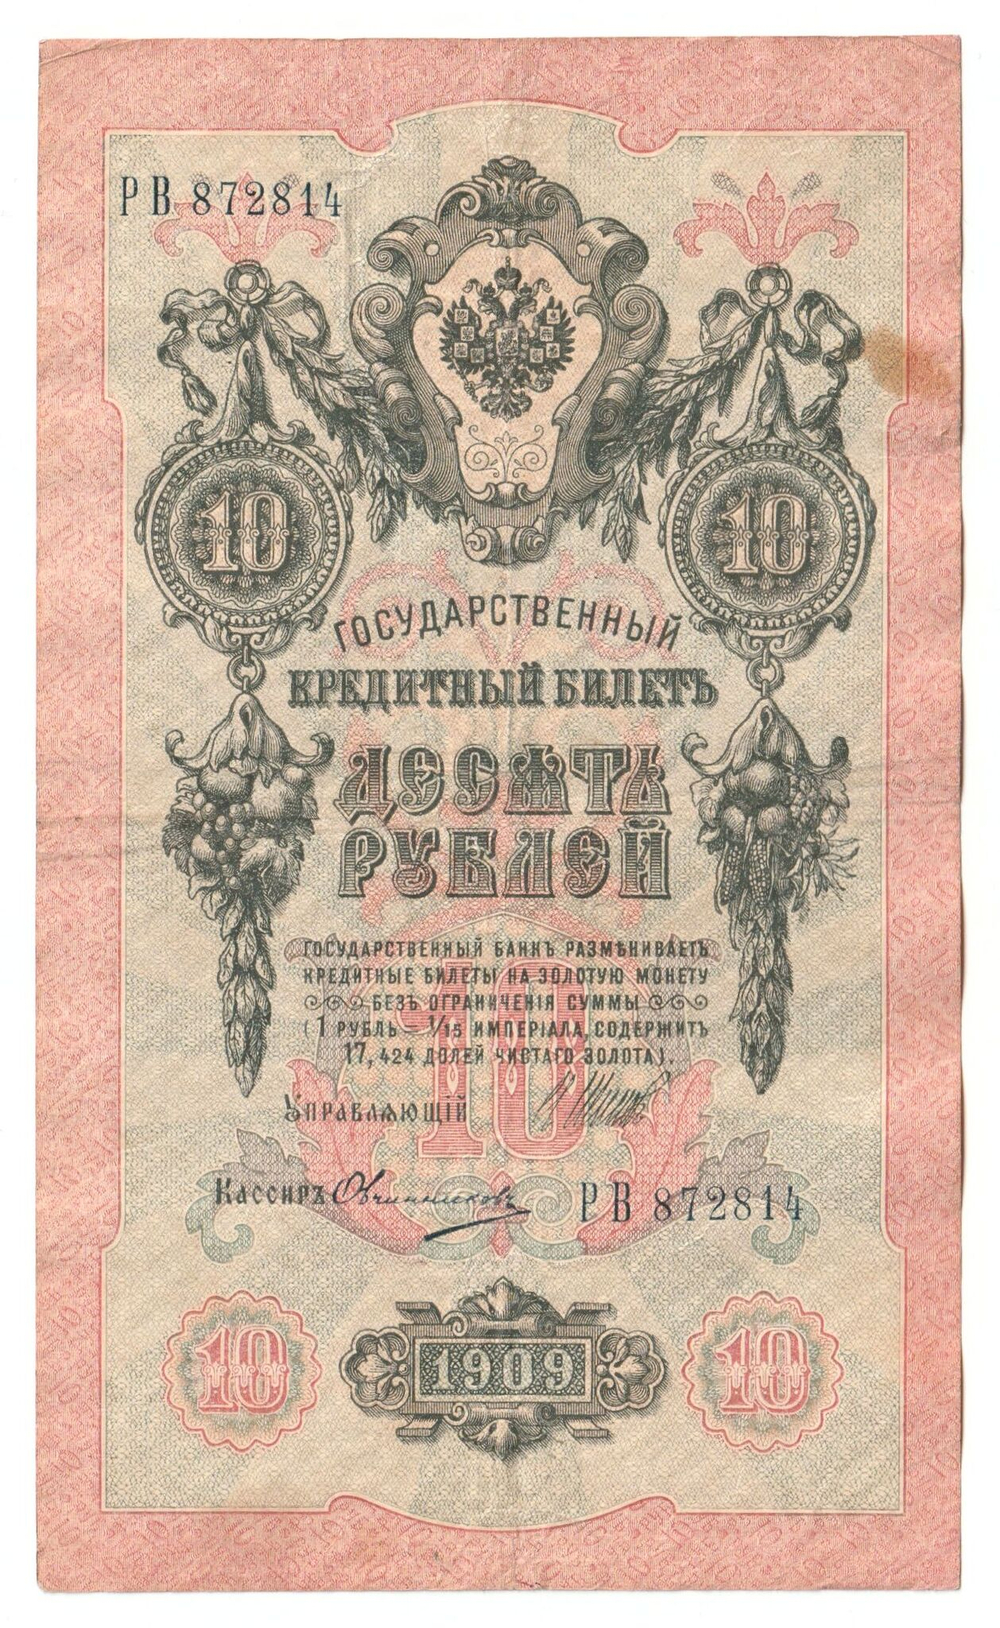 РВ 872814
10 10
ГОСУДАРСТВЕННЫЙ
КРЕДИТНЫЙ БИЛЕТЪ
ДЕСЯТЬ
РУБЛЕЙ
ГОСУДАРСТВЕННЫЙ БАНКЪ РАЗМѢНИВАЕТЪ
КРЕДИТНЫЕ БИЛЕТЫ НА ЗОЛОТУЮ МОНЕТУ
БЕЗЪ ОГРАНИЧЕНІЯ СУММЫ
(1 РУБЛЬ = 1/15 ИМПЕРІАЛА, СОДЕРЖИТЪ
17,424 ДОЛЕЙ ЧИСТАГО ЗОЛОТА).
10
УПРАВЛЯЮЩІЙ
Кассиръ Овчинниковъ
РВ 872814
10 1909 10